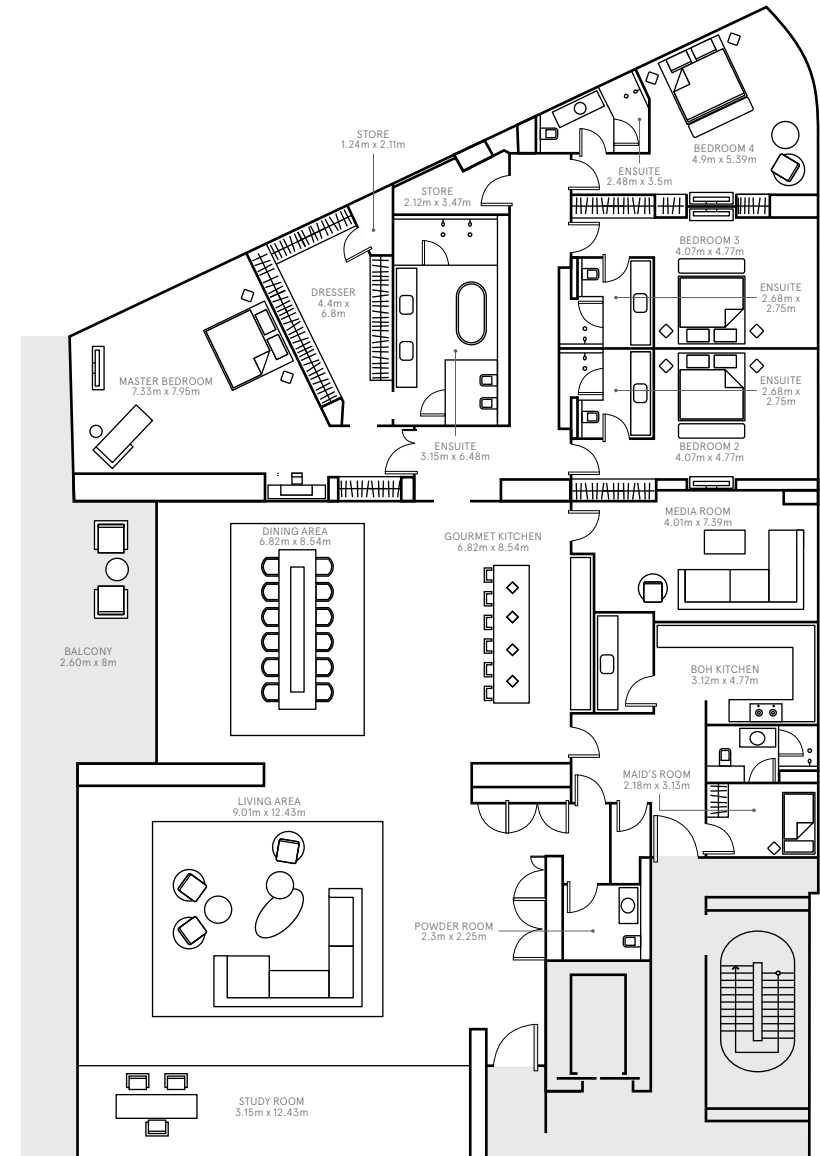 STORE
1.24m x 2.11m
BEDROOM 4
4.9m x 5.39m
ENSUITE
2.48m x 3.5m
STORE
2.12m x 3.47m
BEDROOM 3
4.07m x 4.77m
DRESSER
4.4m x
6.8m
ENSUITE
2.68m x
2.75m
MASTER BEDROOM
7.33m x 7.95m
ENSUITE
2.68m x
2.75m
ENSUITE
3.15m x 6.48m
BEDROOM 2
4.07m x 4.77m
MEDIA ROOM
4.01m x 7.39m
DINING AREA
6.82m x 8.54m
GOURMET KITCHEN
6.82m x 8.54m
BALCONY
2.60m x 8m
BOH KITCHEN
3.12m x 4.77m
MAID'S ROOM
2.18m x 3.13m
LIVING AREA
9.01m x 12.43m
POWDER ROOM
2.3m x 2.25m
STUDY ROOM
3.15m x 12.43m